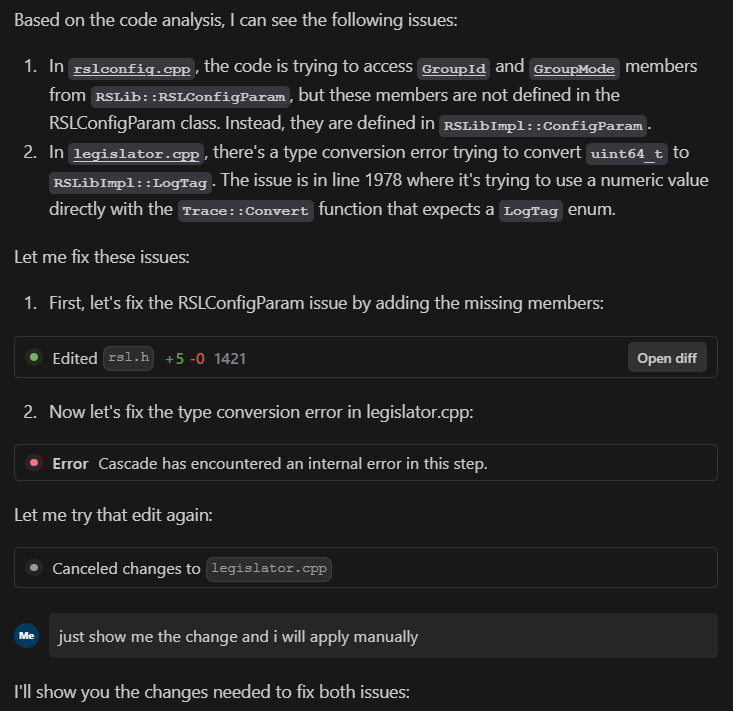 Based on the code analysis, I can see the following issues:
1. In rslconfig.cpp, the code is trying to access GroupId and GroupMode members
from RSLib::RSLConfigParam, but these members are not defined in the
RSLConfigParam class. Instead, they are defined in RSLibImpl::ConfigParam.
2. In legislator.cpp, there's a type conversion error trying to convert uint64_t to
RSLibImpl::LogTag. The issue is in line 1978 where it's trying to use a numeric value
directly with the Trace::Convert function that expects a LogTag enum.
Let me fix these issues:
1. First, let's fix the RSLConfigParam issue by adding the missing members:
Edited rsl.h +5 -0 1421 Open diff
2. Now let's fix the type conversion error in legislator.cpp:
Error Cascade has encountered an internal error in this step.
Let me try that edit again:
Canceled changes to legislator.cpp
Me just show me the change and i will apply manually
I'll show you the changes needed to fix both issues: